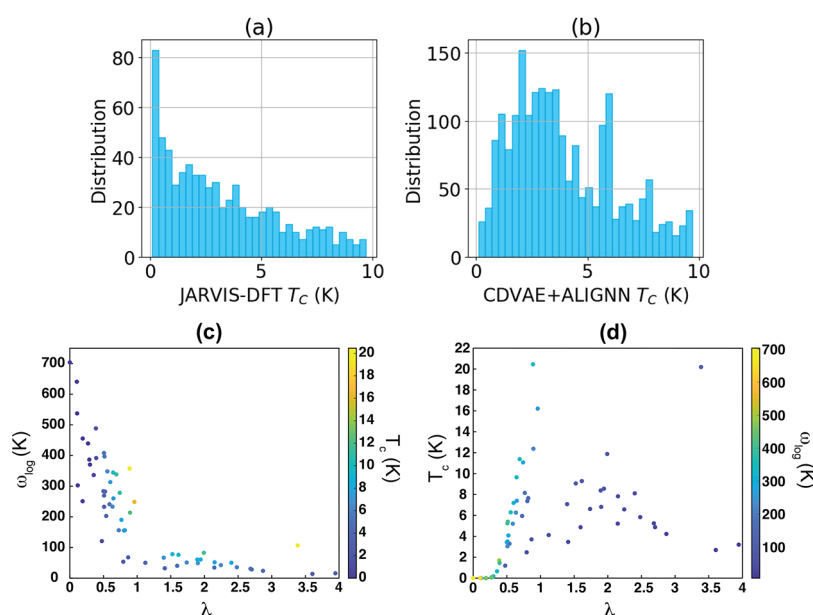 (a)
80
60
40
20
0
Distribution
0 5 10
JARVIS-DFT T_C (K)
(b)
150
100
50
0
Distribution
0 5 10
CDVAE+ALIGNN T_C (K)
(c)
700
600
500
400
300
200
100
0
ω_log (K)
0 0.5 1 1.5 2 2.5 3 3.5 4
λ
20
18
16
14
12
10
8
6
4
2
0
T_c (K)
(d)
22
20
18
16
14
12
10
8
6
4
2
0
T_c (K)
0 0.5 1 1.5 2 2.5 3 3.5 4
λ
700
600
500
400
300
200
100
ω_log (K)